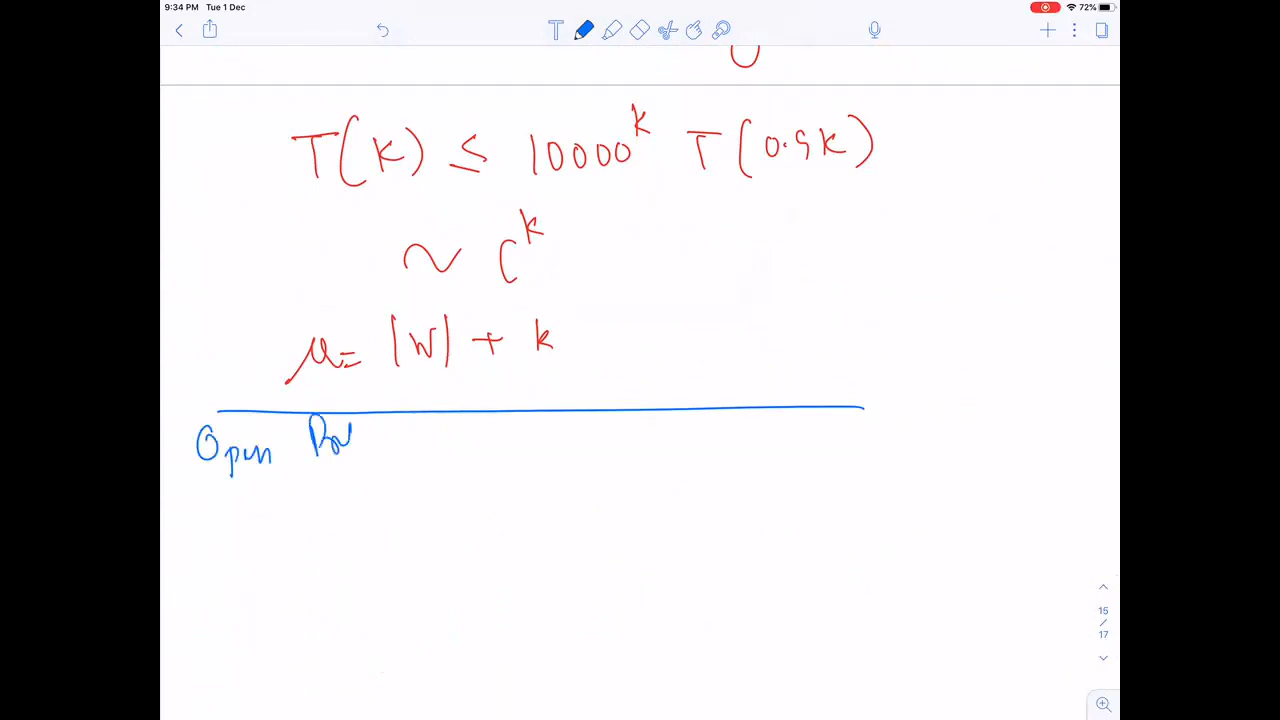 9:34 PM Tue 1 Dec
72%
T(k) ≤ 10000^k T(0.9k)
~ C^k
μ = |W| + k
Open
15
/
17